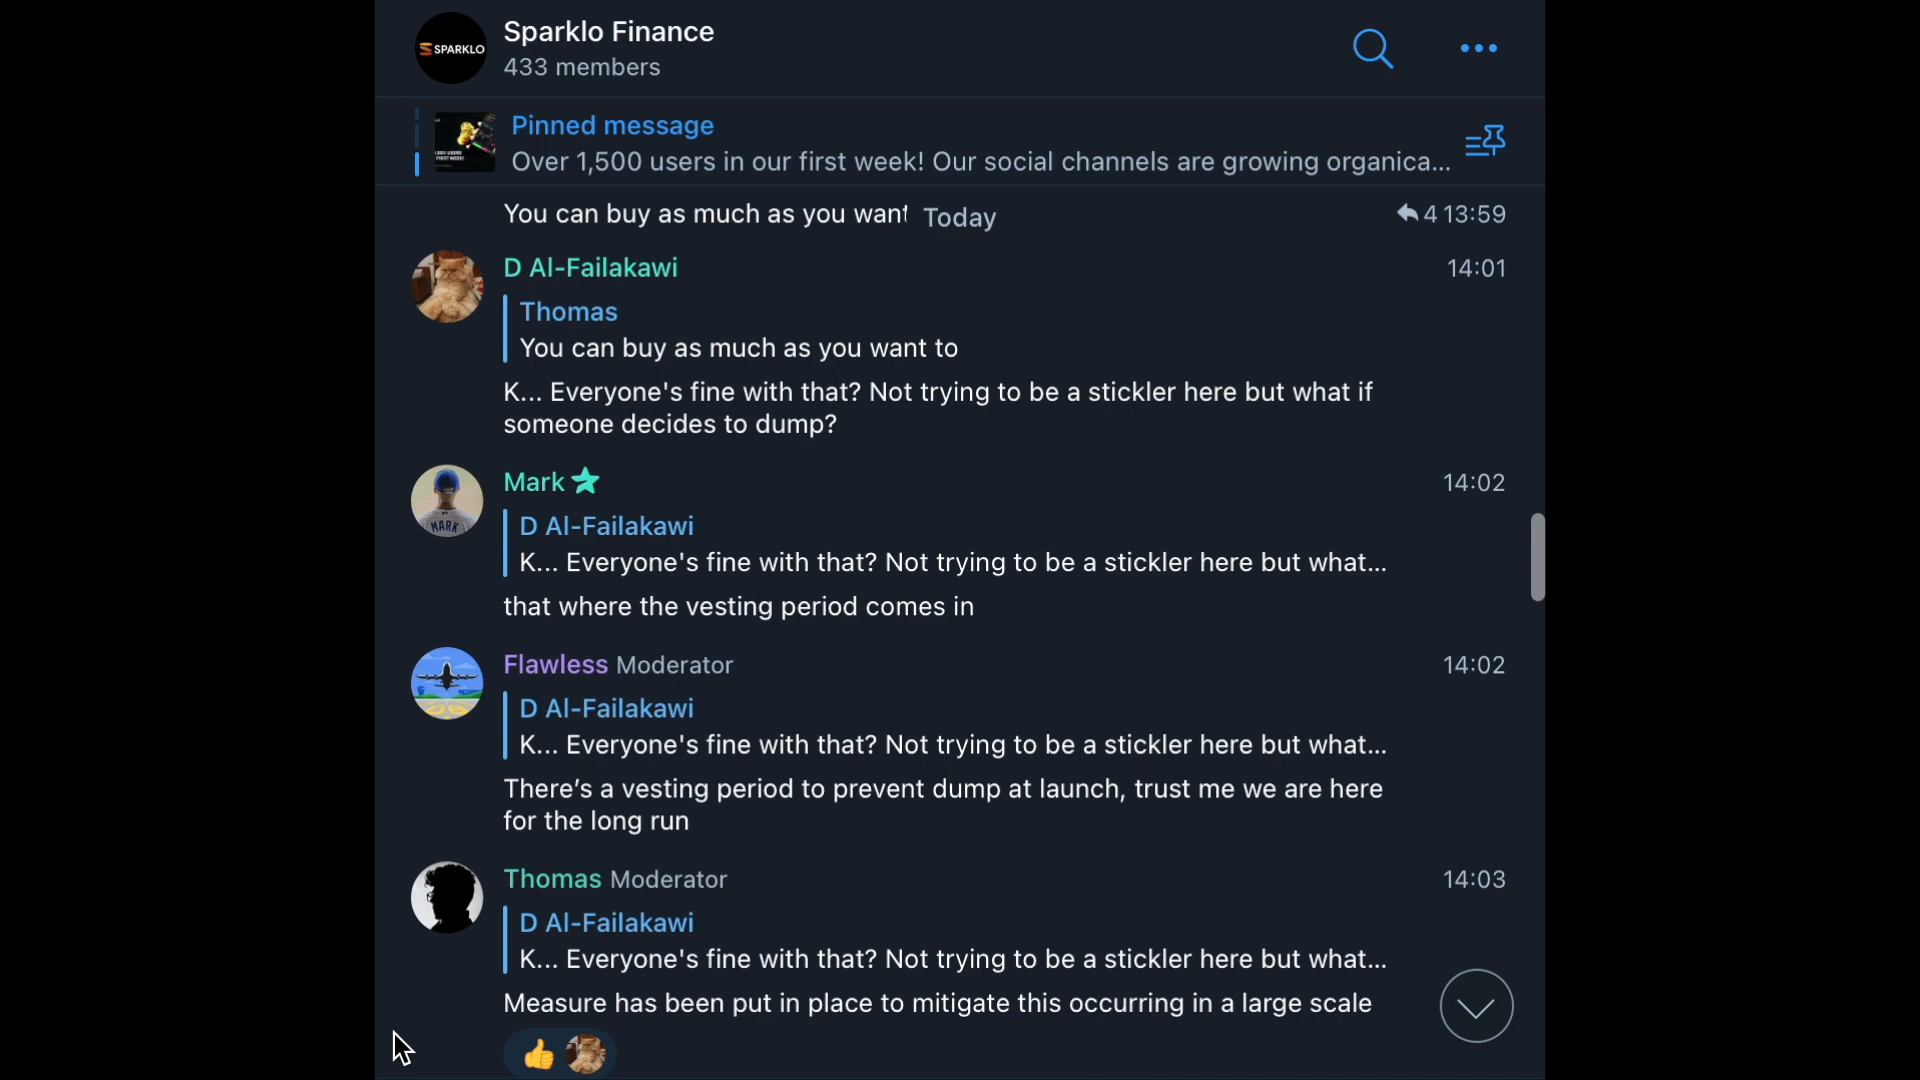 SPARKLO
Sparklo Finance
433 members
Pinned message
Over 1,500 users in our first week! Our social channels are growing organica...
You can buy as much as you want
Today
4 13:59
D Al-Failakawi
14:01
Thomas
You can buy as much as you want to
K... Everyone's fine with that? Not trying to be a stickler here but what if
someone decides to dump?
Mark
14:02
MARK
D Al-Failakawi
K... Everyone's fine with that? Not trying to be a stickler here but what...
that where the vesting period comes in
Flawless Moderator
14:02
D Al-Failakawi
K... Everyone's fine with that? Not trying to be a stickler here but what...
There’s a vesting period to prevent dump at launch, trust me we are here
for the long run
Thomas Moderator
14:03
D Al-Failakawi
K... Everyone's fine with that? Not trying to be a stickler here but what...
Measure has been put in place to mitigate this occurring in a large scale